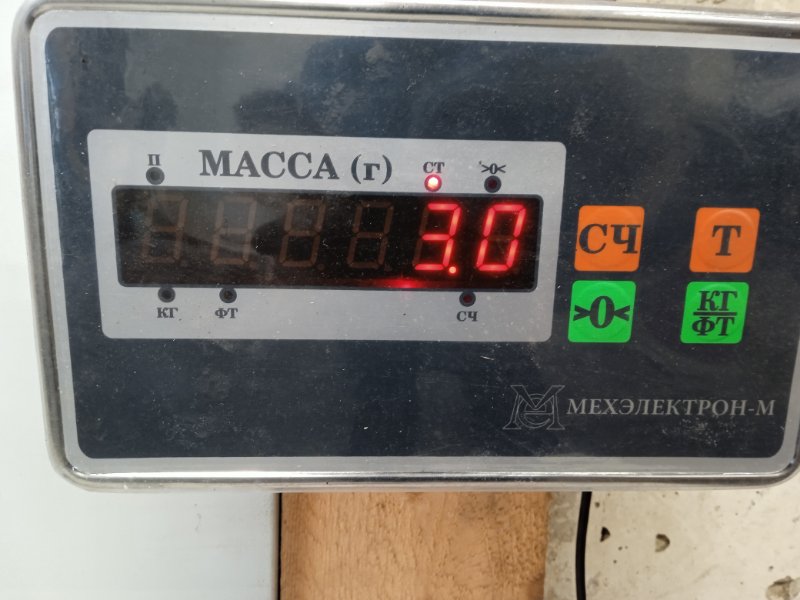 П МАССА (г) СТ >0<
3.0
КГ ФТ СЧ
СЧ Т
>0< КГ/ФТ
МЕХЭЛЕКТРОН-М